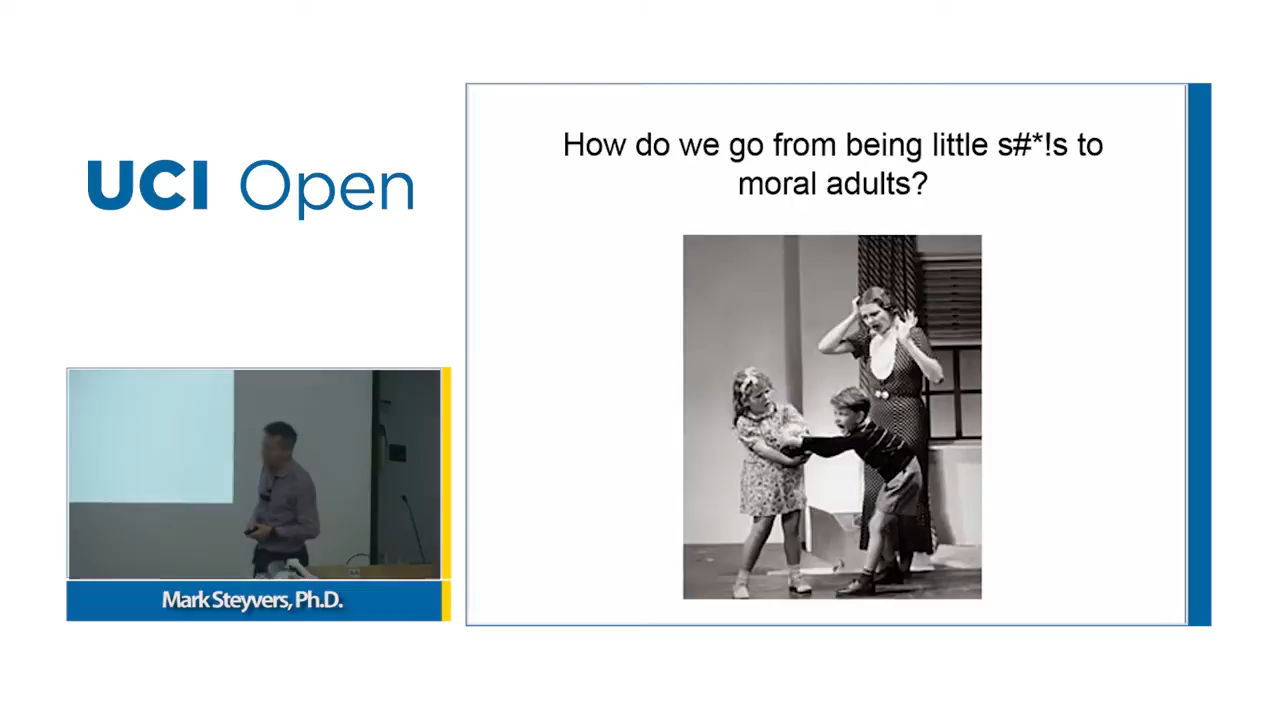 UCI Open
How do we go from being little s#*!s to
moral adults?
Mark Steyvers, Ph.D.